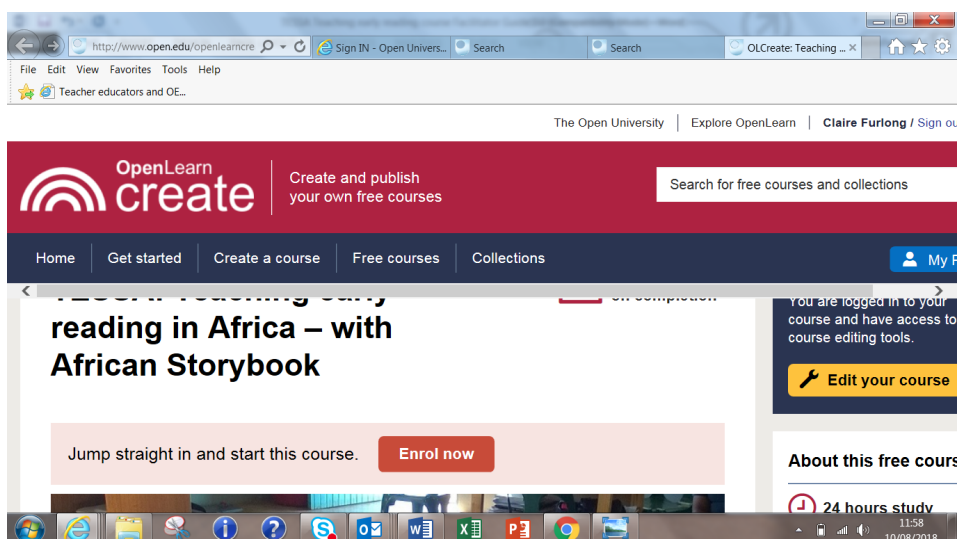 http://www.open.edu/openlearncre
Sign IN - Open Univers...
Search
Search
OLCreate: Teaching ...
File Edit View Favorites Tools Help
Teacher educators and OE...
The Open University | Explore OpenLearn | Claire Furlong / Sign ou
OpenLearn
create
Create and publish
your own free courses
Search for free courses and collections
Home
Get started
Create a course
Free courses
Collections
My
reading in Africa – with
African Storybook
on completion
You are logged in to your
course and have access to
course editing tools.
Edit your course
Jump straight in and start this course.
Enrol now
About this free cours
24 hours study
11:58
10/08/2018